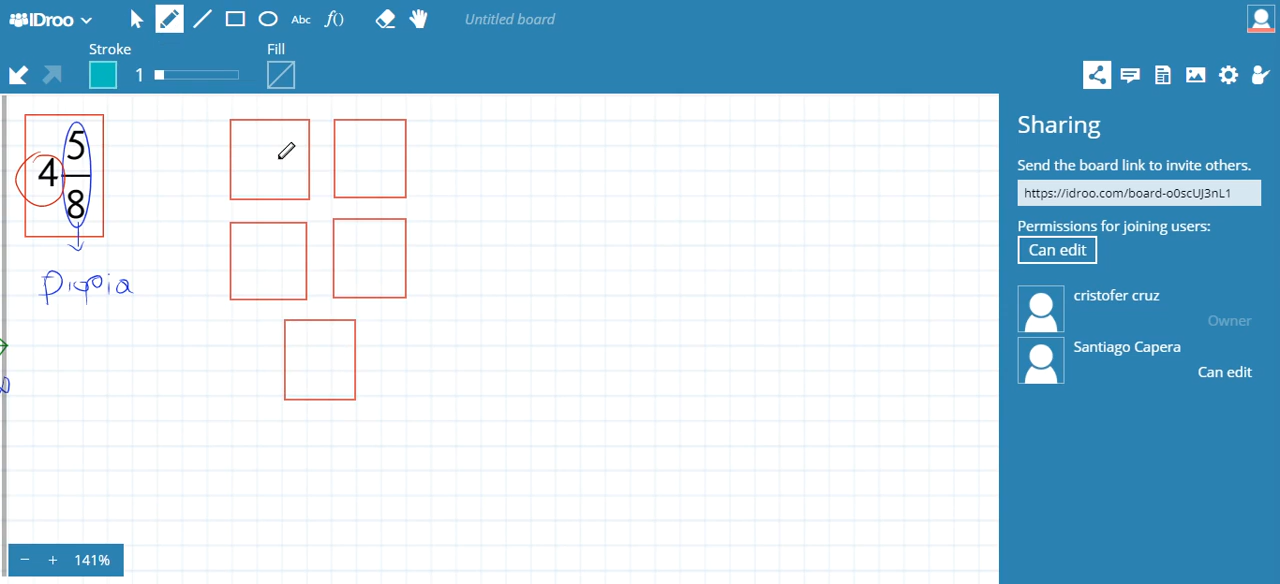 IDroo
Abc
f()
Untitled board
Stroke
1
Fill
4 5/8
Propia
Sharing
Send the board link to invite others.
https://idroo.com/board-o0scUJ3nL1
Permissions for joining users:
Can edit
cristofer cruz
Owner
Santiago Capera
Can edit
− + 141%